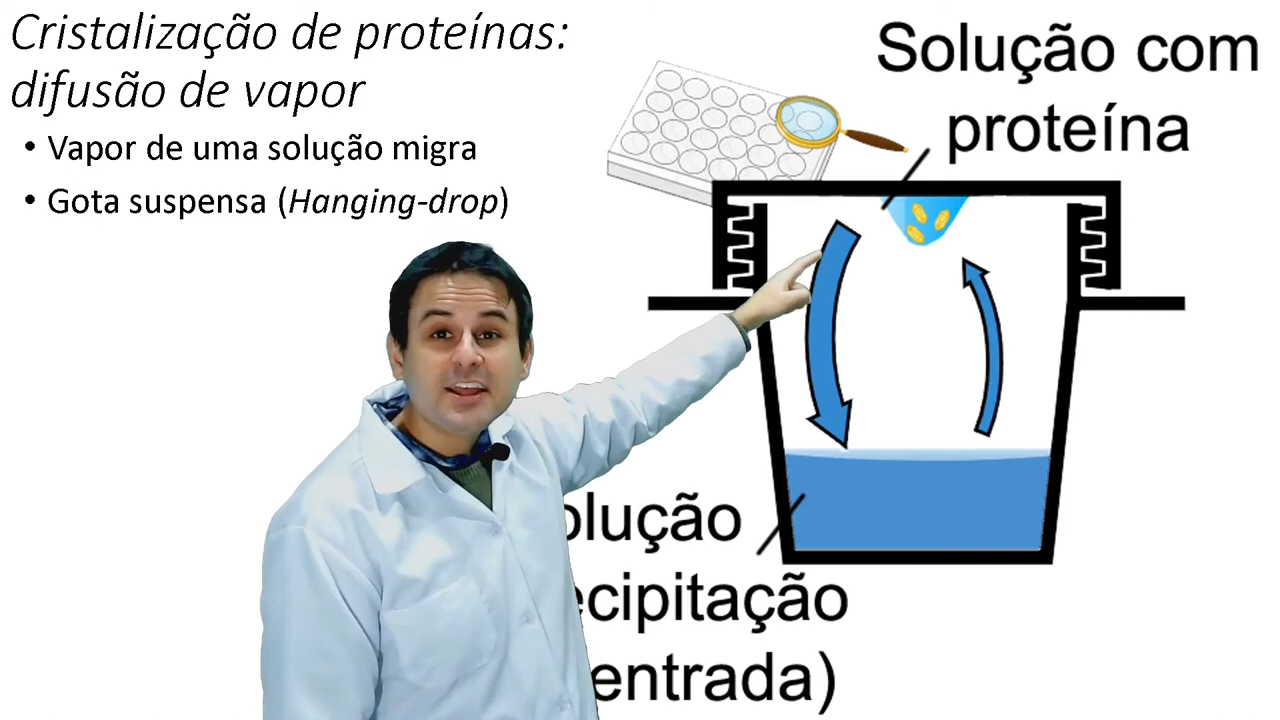 Cristalização de proteínas:
difusão de vapor
• Vapor de uma solução migra
• Gota suspensa (Hanging-drop)
Solução com
proteína
olução
ecipitação
entrada)